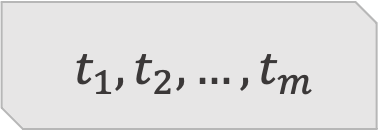 t₁, t₂, … , tₘ